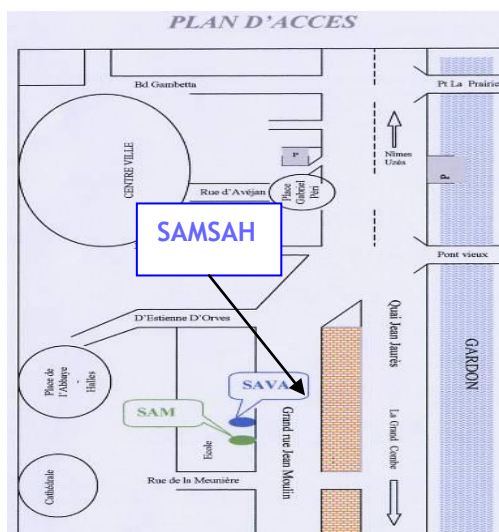 PLAN D'ACCES
Bd Gambetta
Pt La Prairie
CENTRE VILLE
P
Nîmes
Uzès
P
Rue d'Avéjan
Place
Gabriel
Péri
SAMSAH
Pont vieux
D'Estienne D'Orves
Quai Jean Jaurès
GARDON
Place de
l'Abbaye -
Halles
SAVA
SAM
Ecole
Grand rue Jean Moulin
La Grand Combe
Cathédrale
Rue de la Meunière